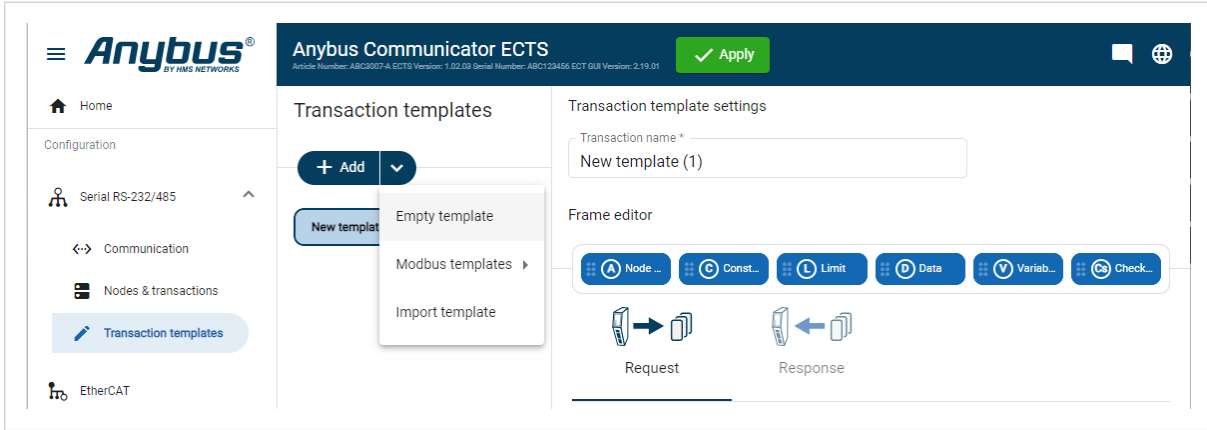 Anybus®
BY HMS NETWORKS
Anybus Communicator ECTS
Article Number: ABC3007-A ECTS Version: 1.02.03 Serial Number: ABC123456 ECT GUI Version: 2.19.01
Apply
Home
Configuration
Serial RS-232/485
Communication
Nodes & transactions
Transaction templates
EtherCAT
Transaction templates
+ Add
New templat
Empty template
Modbus templates
Import template
Transaction template settings
Transaction name *
New template (1)
Frame editor
A Node ...
C Const...
L Limit
D Data
V Variab...
Cs Check...
Request
Response